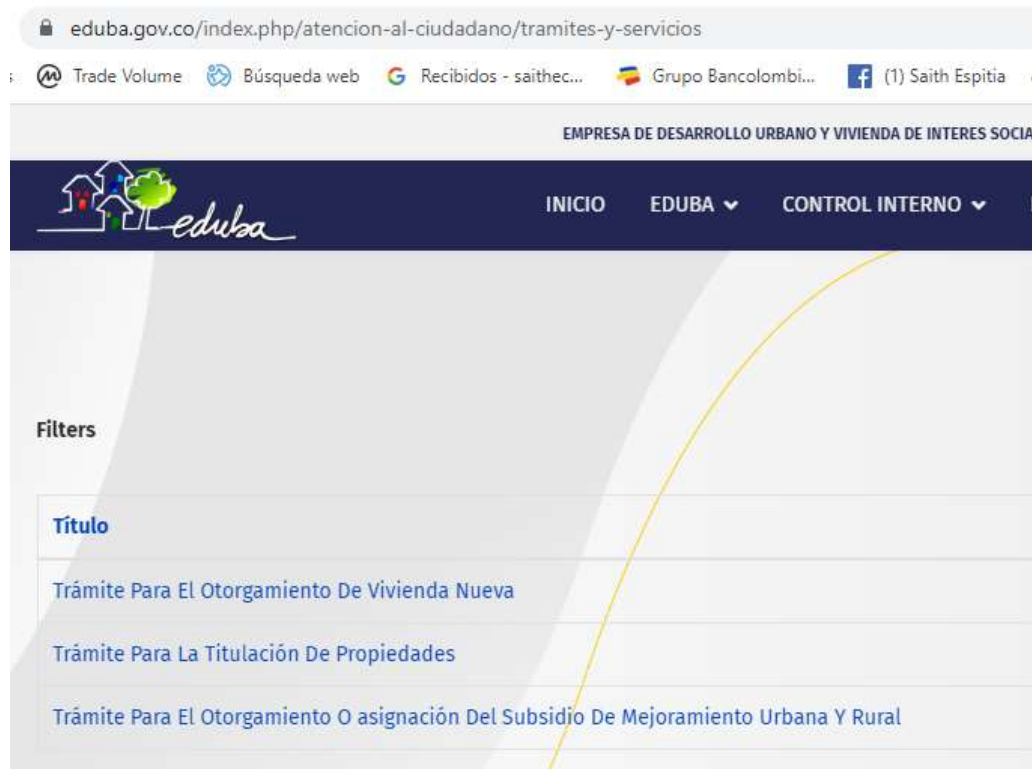 eduba.gov.co/index.php/atencion-al-ciudadano/tramites-y-servicios
Trade Volume Búsqueda web Recibidos - saithec... Grupo Bancolombi... (1) Saith Espitia
EMPRESA DE DESARROLLO URBANO Y VIVIENDA DE INTERES SOCIA
eduba INICIO EDUBA CONTROL INTERNO
Filters
Título
Trámite Para El Otorgamiento De Vivienda Nueva
Trámite Para La Titulación De Propiedades
Trámite Para El Otorgamiento O asignación Del Subsidio De Mejoramiento Urbana Y Rural